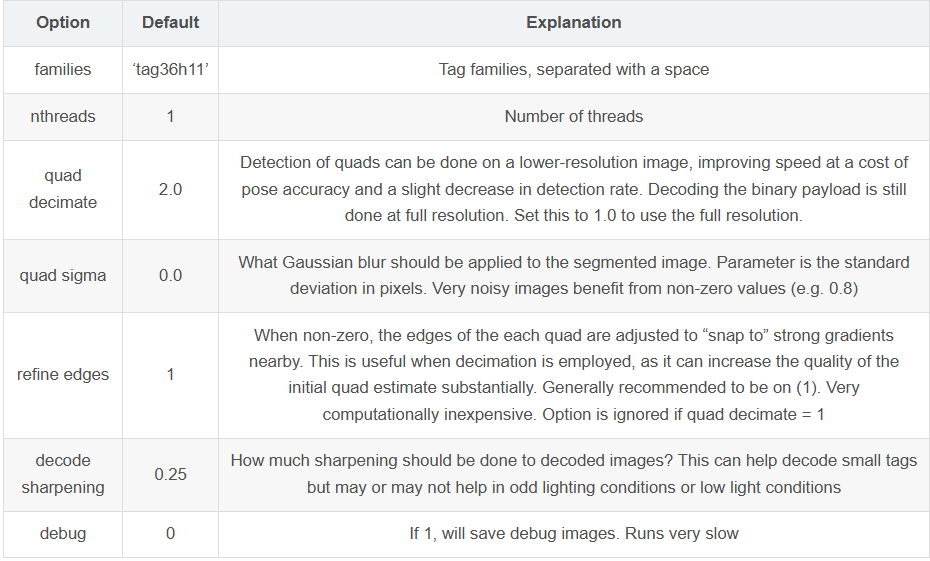 Option Default Explanation
families 'tag36h11' Tag families, separated with a space
nthreads 1 Number of threads
quad
decimate
2.0
Detection of quads can be done on a lower-resolution image, improving speed at a cost of
pose accuracy and a slight decrease in detection rate. Decoding the binary payload is still
done at full resolution. Set this to 1.0 to use the full resolution.
quad sigma
0.0
What Gaussian blur should be applied to the segmented image. Parameter is the standard
deviation in pixels. Very noisy images benefit from non-zero values (e.g. 0.8)
refine edges
1
When non-zero, the edges of the each quad are adjusted to “snap to” strong gradients
nearby. This is useful when decimation is employed, as it can increase the quality of the
initial quad estimate substantially. Generally recommended to be on (1). Very
computationally inexpensive. Option is ignored if quad decimate = 1
decode
sharpening
0.25
How much sharpening should be done to decoded images? This can help decode small tags
but may or may not help in odd lighting conditions or low light conditions
debug 0 If 1, will save debug images. Runs very slow